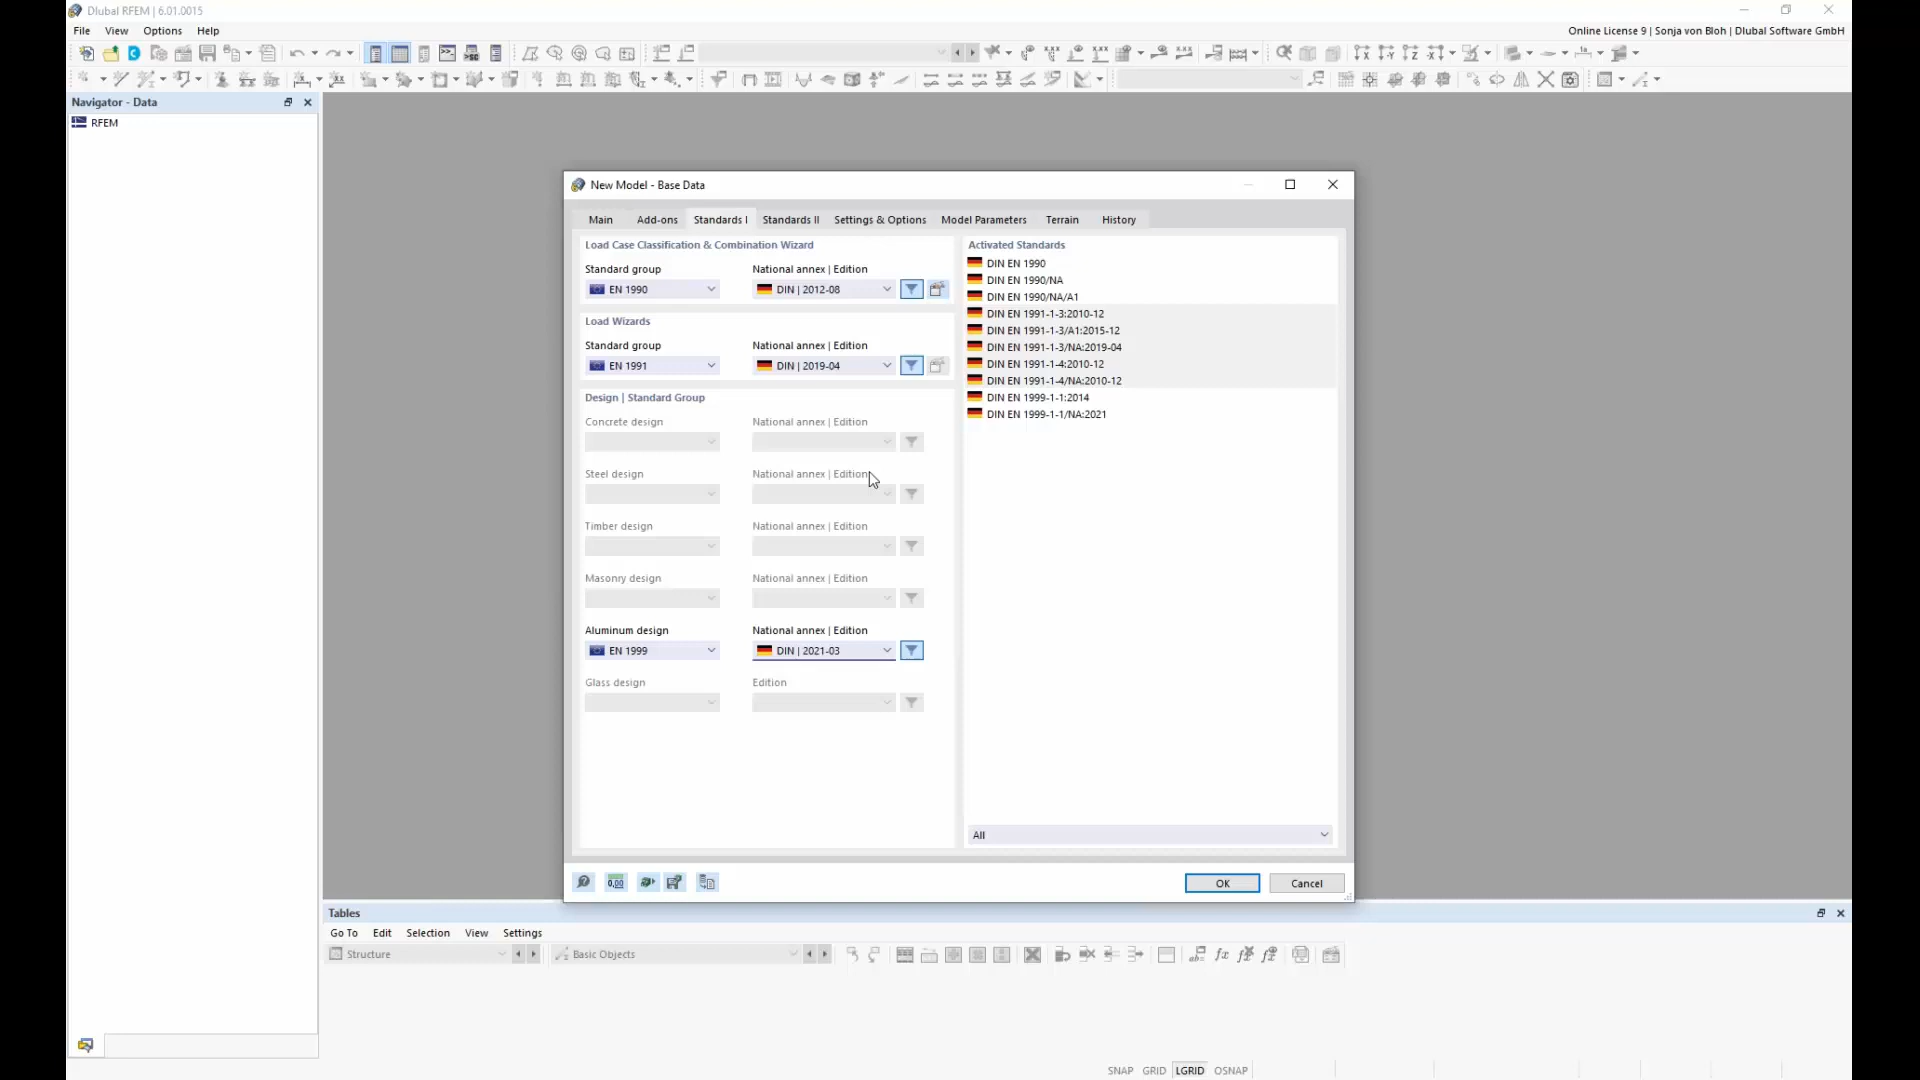 Dlubal RFEM | 6.01.0015
File View Options Help
Online License 9 | Sonja von Bloh | Dlubal Software GmbH
Navigator - Data
RFEM
New Model - Base Data
Main Add-ons Standards I Standards II Settings & Options Model Parameters Terrain History
Load Case Classification & Combination Wizard
Standard group National annex | Edition
EN 1990 DIN | 2012-08
Load Wizards
Standard group National annex | Edition
EN 1991 DIN | 2019-04
Design | Standard Group
Concrete design National annex | Edition
Steel design National annex | Edition
Timber design National annex | Edition
Masonry design National annex | Edition
Aluminum design National annex | Edition
EN 1999 DIN | 2021-03
Glass design Edition
Activated Standards
DIN EN 1990
DIN EN 1990/NA
DIN EN 1990/NA/A1
DIN EN 1991-1-3:2010-12
DIN EN 1991-1-3/A1:2015-12
DIN EN 1991-1-3/NA:2019-04
DIN EN 1991-1-4:2010-12
DIN EN 1991-1-4/NA:2010-12
DIN EN 1999-1-1:2014
DIN EN 1999-1-1/NA:2021
All
0,00
OK Cancel
Tables
Go To Edit Selection View Settings
Structure Basic Objects
SNAP GRID LGRID OSNAP